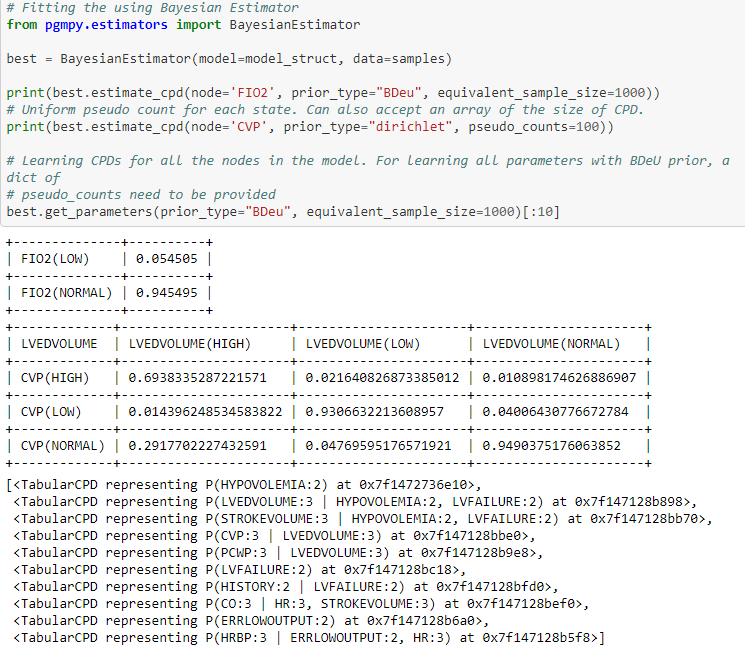 # Fitting the using Bayesian Estimator
from pgmpy.estimators import BayesianEstimator
best = BayesianEstimator(model=model_struct, data=samples)
print(best.estimate_cpd(node='FIO2', prior_type="BDeu", equivalent_sample_size=1000))
# Uniform pseudo count for each state. Can also accept an array of the size of CPD.
print(best.estimate_cpd(node='CVP', prior_type="dirichlet", pseudo_counts=100))
# Learning CPDs for all the nodes in the model. For learning all parameters with BDeU prior, a
dict of
# pseudo_counts need to be provided
best.get_parameters(prior_type="BDeu", equivalent_sample_size=1000)[:10]
+--------------+----------+
| FIO2(LOW)    | 0.054505 |
+--------------+----------+
| FIO2(NORMAL) | 0.945495 |
+--------------+----------+
+-------------+----------------------+----------------------+----------------------+
| LVEDVOLUME  | LVEDVOLUME(HIGH)     | LVEDVOLUME(LOW)      | LVEDVOLUME(NORMAL)   |
+-------------+----------------------+----------------------+----------------------+
| CVP(HIGH)   | 0.6938335287221571   | 0.021640826873385012 | 0.010898174626886907 |
+-------------+----------------------+----------------------+----------------------+
| CVP(LOW)    | 0.014396248534583822 | 0.9306632213608957   | 0.04006430776672784  |
+-------------+----------------------+----------------------+----------------------+
| CVP(NORMAL) | 0.2917702227432591   | 0.04769595176571921  | 0.9490375176063852   |
+-------------+----------------------+----------------------+----------------------+
[<TabularCPD representing P(HYPOVOLEMIA:2) at 0x7f1472736e10>,
 <TabularCPD representing P(LVEDVOLUME:3 | HYPOVOLEMIA:2, LVFAILURE:2) at 0x7f147128b898>,
 <TabularCPD representing P(STROKEVOLUME:3 | HYPOVOLEMIA:2, LVFAILURE:2) at 0x7f147128bb70>,
 <TabularCPD representing P(CVP:3 | LVEDVOLUME:3) at 0x7f147128bbe0>,
 <TabularCPD representing P(PCWP:3 | LVEDVOLUME:3) at 0x7f147128b9e8>,
 <TabularCPD representing P(LVFAILURE:2) at 0x7f147128bc18>,
 <TabularCPD representing P(HISTORY:2 | LVFAILURE:2) at 0x7f147128bfd0>,
 <TabularCPD representing P(CO:3 | HR:3, STROKEVOLUME:3) at 0x7f147128bef0>,
 <TabularCPD representing P(ERRLOWOUTPUT:2) at 0x7f147128b6a0>,
 <TabularCPD representing P(HRBP:3 | ERRLOWOUTPUT:2, HR:3) at 0x7f147128b5f8>]